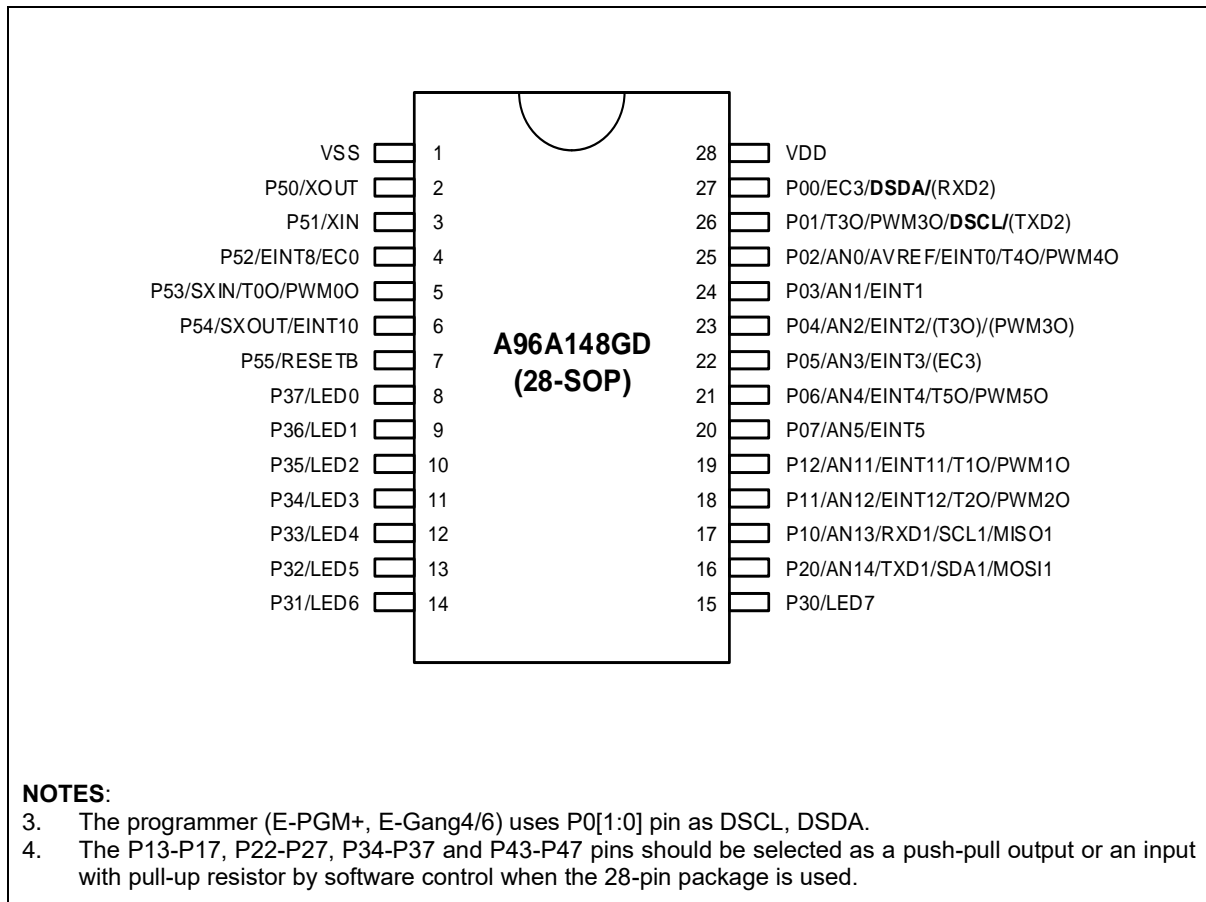 VSS 1 28 VDD
P50/XOUT 2 27 P00/EC3/DSDA/(RXD2)
P51/XIN 3 26 P01/T3O/PWM3O/DSCL/(TXD2)
P52/EINT8/EC0 4 25 P02/AN0/AVREF/EINT0/T4O/PWM4O
P53/SXIN/T0O/PWM0O 5 24 P03/AN1/EINT1
P54/SXOUT/EINT10 6 23 P04/AN2/EINT2/(T3O)/(PWM3O)
A96A148GD
P55/RESETB 7 22 P05/AN3/EINT3/(EC3)
(28-SOP)
P37/LED0 8 21 P06/AN4/EINT4/T5O/PWM5O
P36/LED1 9 20 P07/AN5/EINT5
P35/LED2 10 19 P12/AN11/EINT11/T1O/PWM1O
P34/LED3 11 18 P11/AN12/EINT12/T2O/PWM2O
P33/LED4 12 17 P10/AN13/RXD1/SCL1/MISO1
P32/LED5 13 16 P20/AN14/TXD1/SDA1/MOSI1
P31/LED6 14 15 P30/LED7
NOTES:
3. The programmer (E-PGM+, E-Gang4/6) uses P0[1:0] pin as DSCL, DSDA.
4. The P13-P17, P22-P27, P34-P37 and P43-P47 pins should be selected as a push-pull output or an input
with pull-up resistor by software control when the 28-pin package is used.